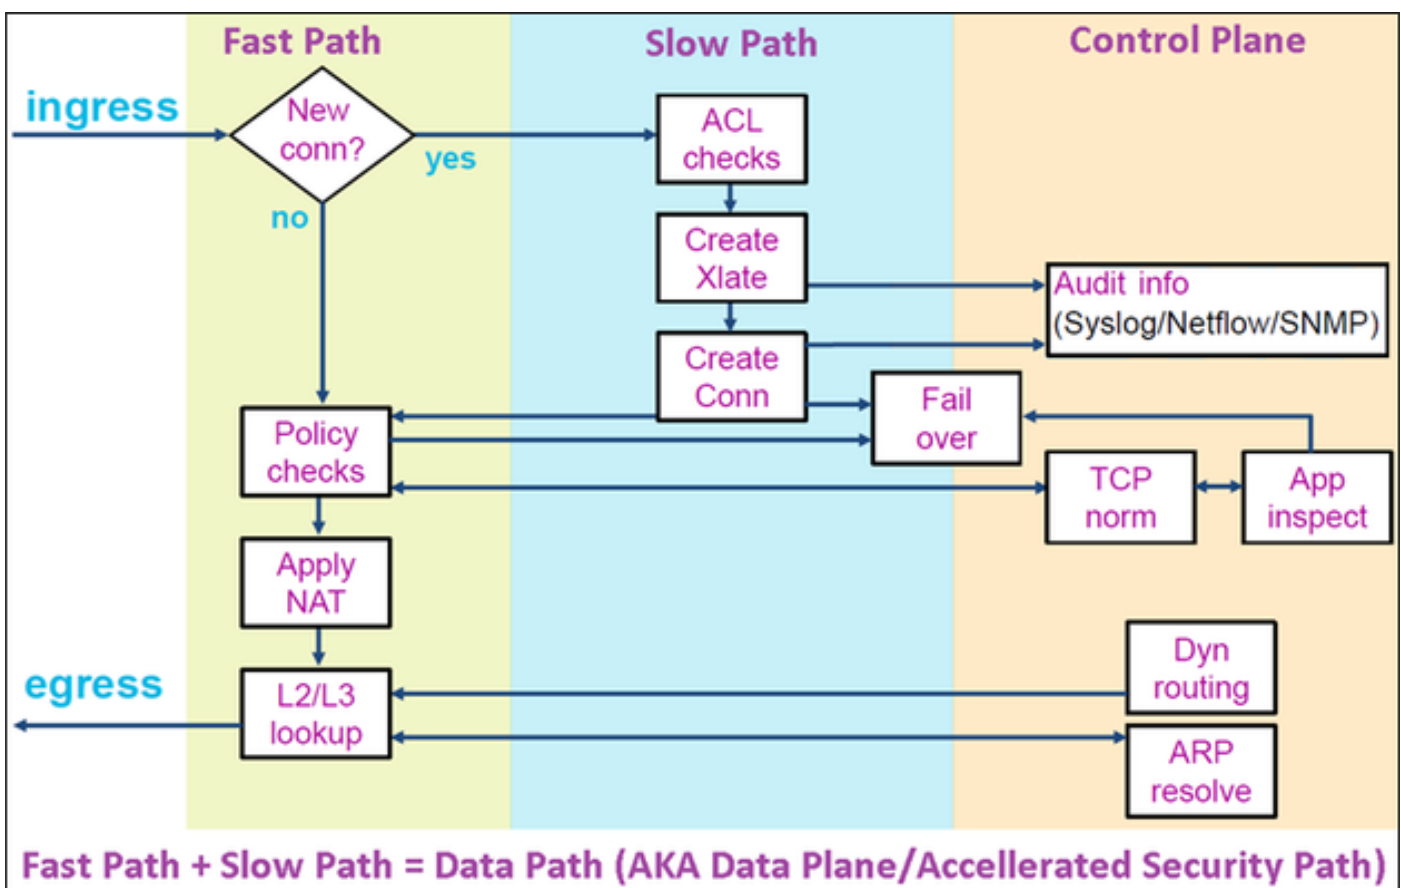 Fast Path
Slow Path
Control Plane
ingress
New
conn?
yes
no
ACL
checks
Create
Xlate
Audit info
(Syslog/Netflow/SNMP)
Create
Conn
Fail
over
Policy
checks
TCP
norm
App
inspect
Apply
NAT
Dyn
routing
egress
L2/L3
lookup
ARP
resolve
Fast Path + Slow Path = Data Path (AKA Data Plane/Accellerated Security Path)